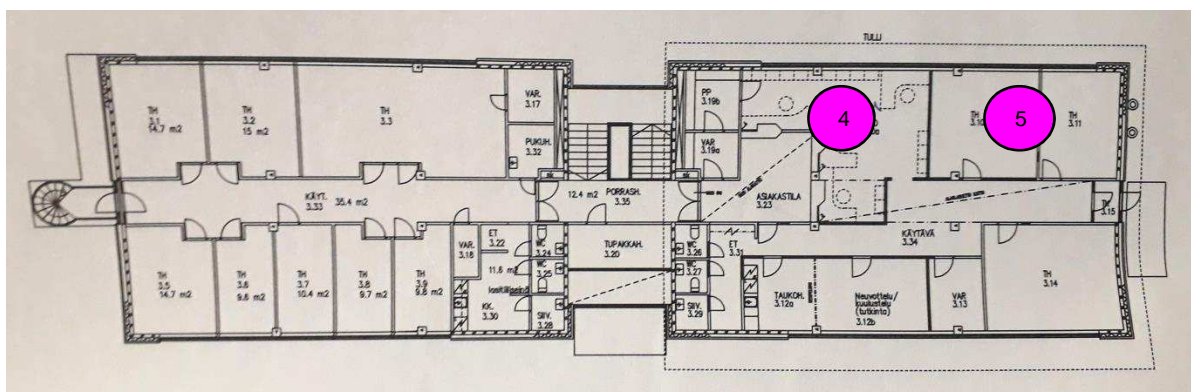 TULLI
TH
3.1
14.7 m2
TH
3.2
15 m2
TH
3.3
VAR.
3.17
PUKUH.
3.32
PP
3.19b
VAR
3.19a
4
TH
3.10
5
TH
3.11
KÄYT.
3.33
35.4 m2
12.4 m2
PORRASH.
3.35
ASIAKASTILA
3.23
TK
3.15
KÄYTÄVÄ
3.34
TH
3.5
14.7 m2
TH
3.6
9.6 m2
TH
3.7
10.4 m2
TH
3.8
9.7 m2
TH
3.9
9.8 m2
VAR.
3.18
ET
3.22
11.6 m2
KK.
3.30
WC
3.24
WC
3.25
SIIV.
3.28
TUPAKKAH.
3.20
WC
3.26
WC
3.27
SIIV.
3.29
ET
3.31
TAUKOH.
3.12a
Neuvottelu/
kuulustelu
(tutkinta)
3.12b
VAR
3.13
TH
3.14